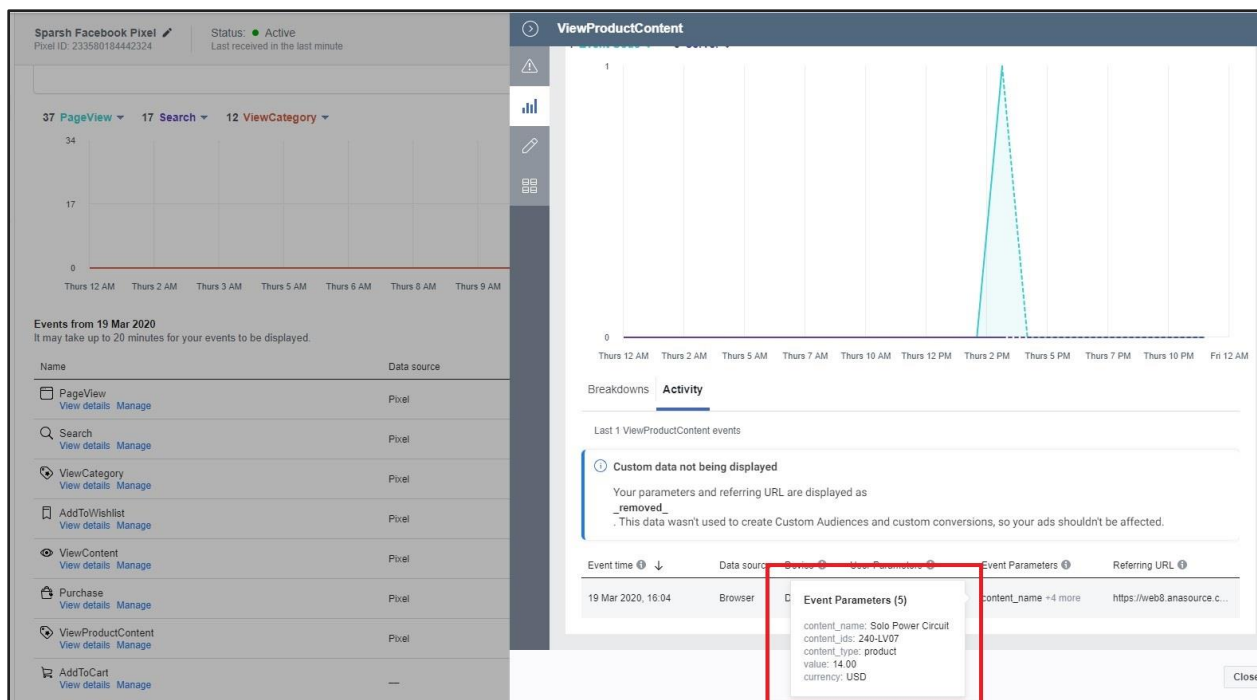 Sparsh Facebook Pixel
Pixel ID: 233580184442324
Status: Active
Last received in the last minute
37 PageView
17 Search
12 ViewCategory
34
17
0
Thurs 12 AM Thurs 2 AM Thurs 3 AM Thurs 5 AM Thurs 6 AM Thurs 8 AM Thurs 9 AM
Events from 19 Mar 2020
It may take up to 20 minutes for your events to be displayed.
Name Data source
PageView
View details Manage
Pixel
Search
View details Manage
Pixel
ViewCategory
View details Manage
Pixel
AddToWishlist
View details Manage
Pixel
ViewContent
View details Manage
Pixel
Purchase
View details Manage
Pixel
ViewProductContent
View details Manage
Pixel
AddToCart
View details Manage
—
ViewProductContent
1
0
Thurs 12 AM Thurs 2 AM Thurs 5 AM Thurs 7 AM Thurs 10 AM Thurs 12 PM Thurs 2 PM Thurs 5 PM Thurs 7 PM Thurs 10 PM Fri 12 AM
Breakdowns Activity
Last 1 ViewProductContent events
Custom data not being displayed
Your parameters and referring URL are displayed as
_removed_
. This data wasn't used to create Custom Audiences and custom conversions, so your ads shouldn't be affected.
Event time Data source Device User Parameters Event Parameters Referring URL
19 Mar 2020, 16:04 Browser D content_name +4 more https://web8.anasource.c...
Event Parameters (5)
content_name: Solo Power Circuit
content_ids: 240-LV07
content_type: product
value: 14.00
currency: USD
Close